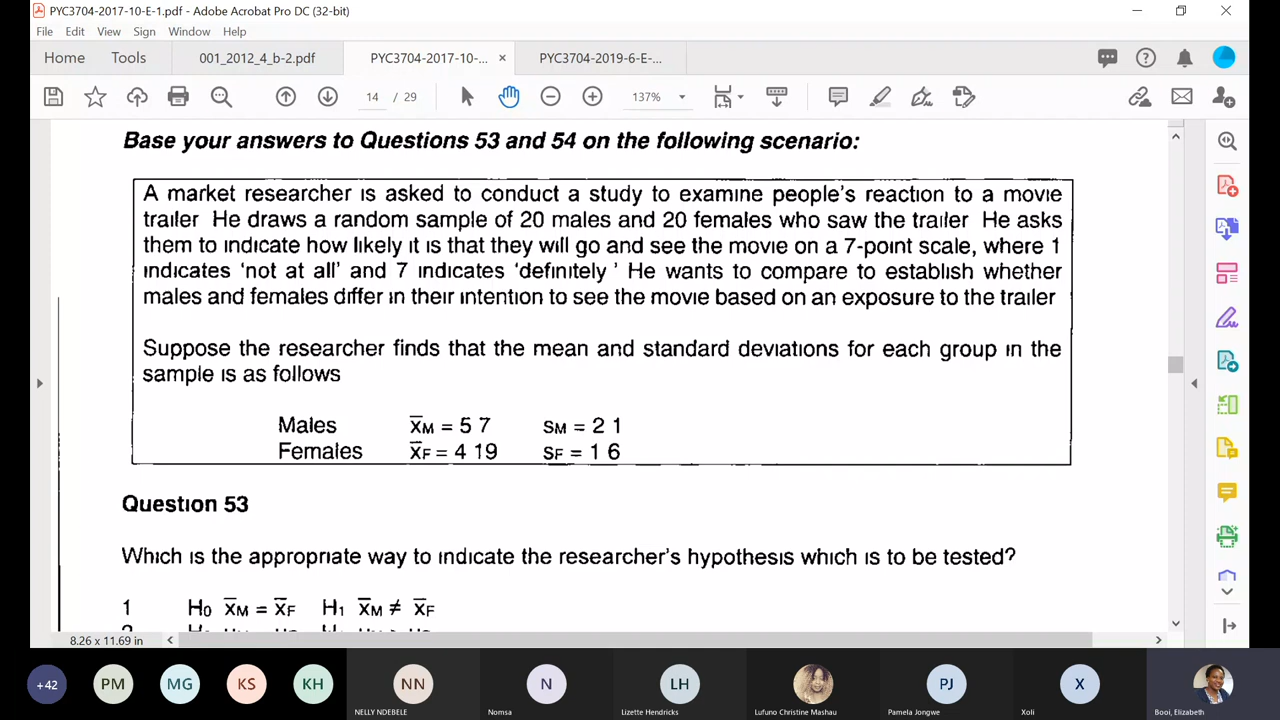 PYC3704-2017-10-E-1.pdf - Adobe Acrobat Pro DC (32-bit)
File Edit View Sign Window Help
Home Tools 001_2012_4_b-2.pdf PYC3704-2017-10-... × PYC3704-2019-6-E-...
14 / 29 137%
Base your answers to Questions 53 and 54 on the following scenario:
A market researcher is asked to conduct a study to examine people's reaction to a movie
trailer He draws a random sample of 20 males and 20 females who saw the trailer He asks
them to indicate how likely it is that they will go and see the movie on a 7-point scale, where 1
indicates 'not at all' and 7 indicates 'definitely ' He wants to compare to establish whether
males and females differ in their intention to see the movie based on an exposure to the trailer
Suppose the researcher finds that the mean and standard deviations for each group in the
sample is as follows
Males x̄M = 5 7 sM = 2 1
Females x̄F = 4 19 sF = 1 6
Question 53
Which is the appropriate way to indicate the researcher's hypothesis which is to be tested?
1 H₀ x̄M = x̄F H₁ x̄M ≠ x̄F
8.26 x 11.69 in
+42 PM MG KS KH NN N LH PJ X
NELLY NDEBELE Nomsa Lizette Hendricks Lufuno Christine Mashau Pamela Jongwe Xoli Booi, Elizabeth